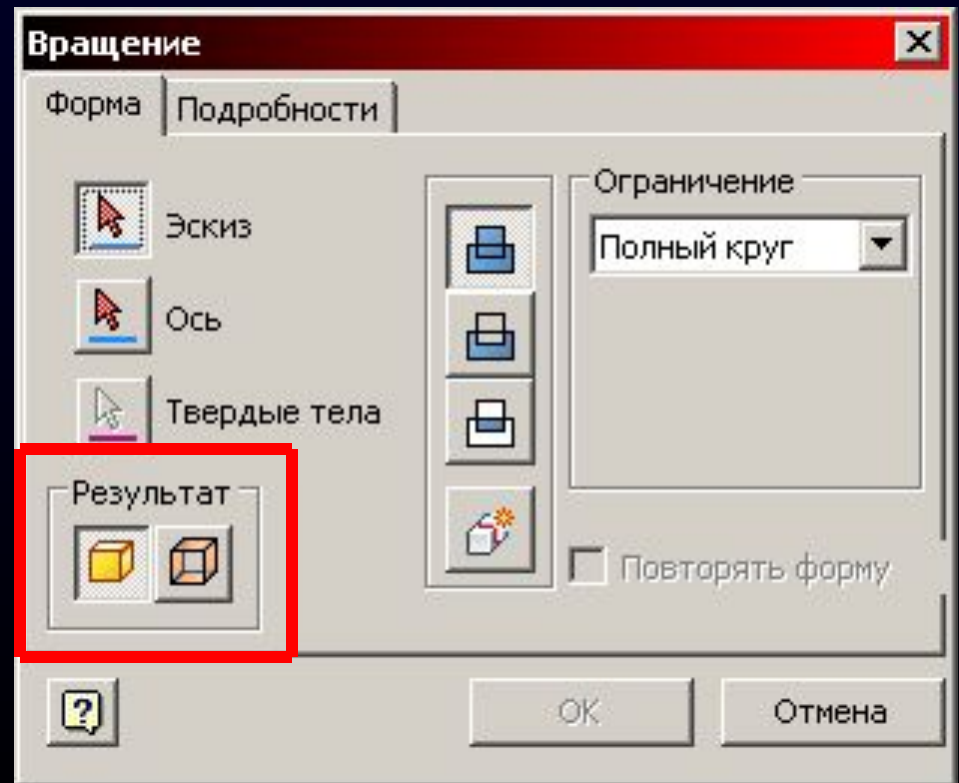 Вращение
Форма
Подробности
Эскиз
Ось
Твердые тела
Результат
Ограничение
Полный круг
Повторять форму
?
OK
Отмена